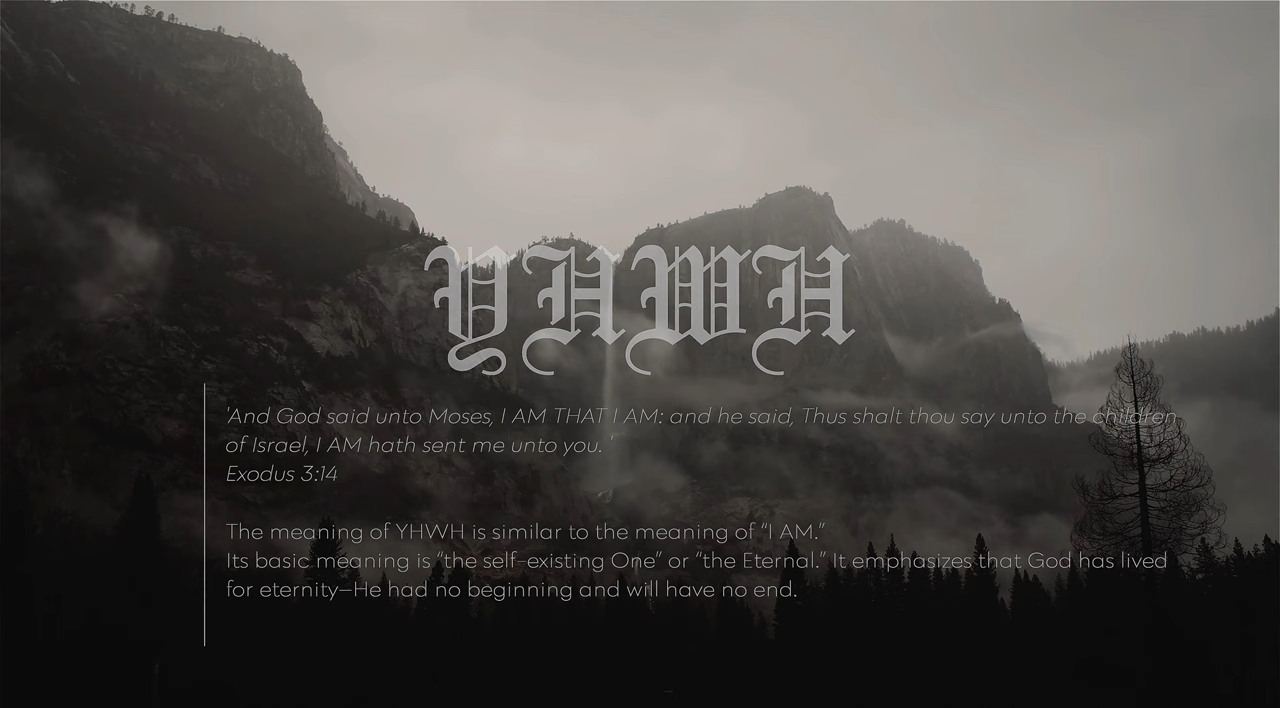 YHWH
'And God said unto Moses, I AM THAT I AM: and he said, Thus shalt thou say unto the children
of Israel, I AM hath sent me unto you. '
Exodus 3:14
The meaning of YHWH is similar to the meaning of “I AM.”
Its basic meaning is “the self-existing One” or “the Eternal.” It emphasizes that God has lived
for eternity—He had no beginning and will have no end.